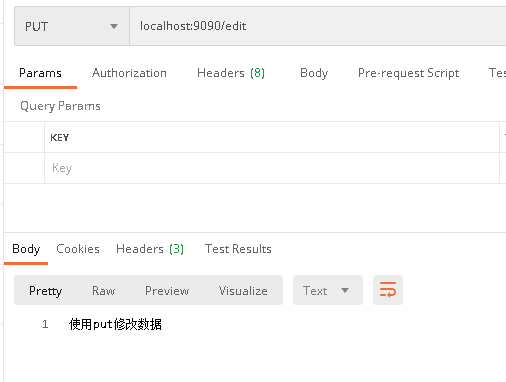 PUT localhost:9090/edit
Params Authorization Headers (8) Body Pre-request Script Tes
Query Params
KEY
Key
Body Cookies Headers (3) Test Results
Pretty Raw Preview Visualize Text
1 使用put修改数据